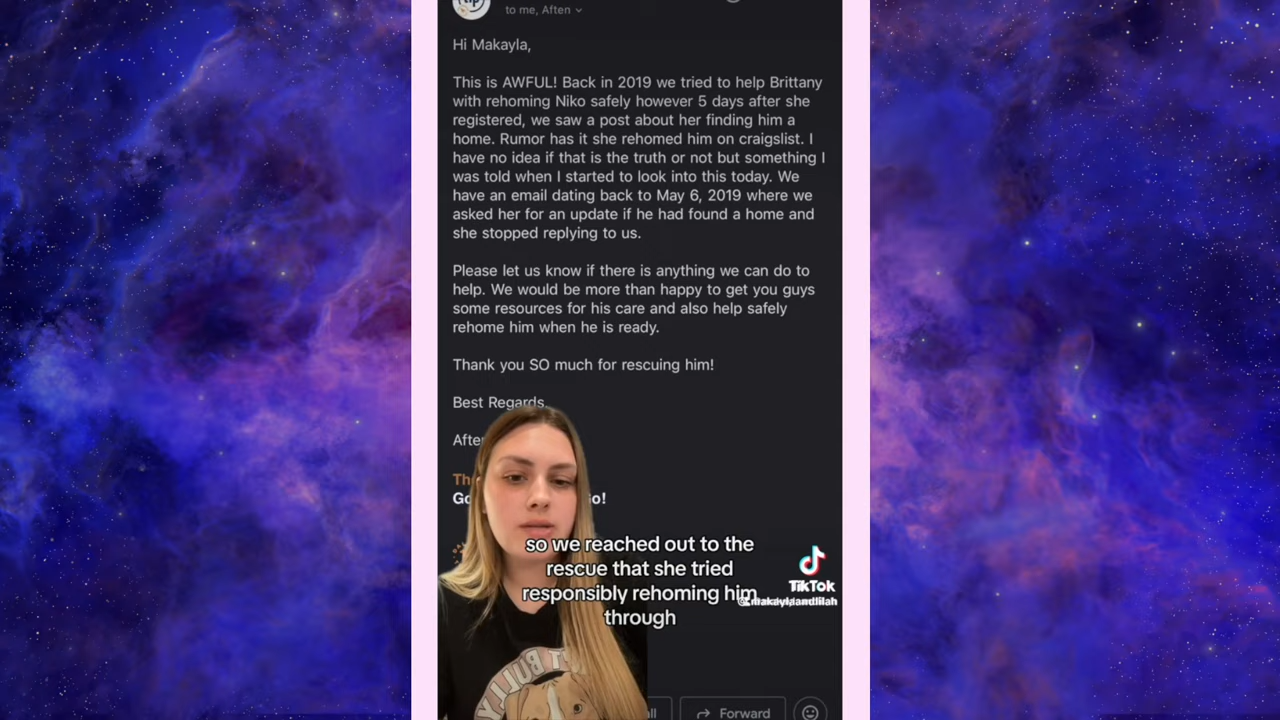 to me, Aften
Hi Makayla,
This is AWFUL! Back in 2019 we tried to help Brittany
with rehoming Niko safely however 5 days after she
registered, we saw a post about her finding him a
home. Rumor has it she rehomed him on craigslist. I
have no idea if that is the truth or not but something I
was told when I started to look into this today. We
have an email dating back to May 6, 2019 where we
asked her for an update if he had found a home and
she stopped replying to us.
Please let us know if there is anything we can do to
help. We would be more than happy to get you guys
some resources for his care and also help safely
rehome him when he is ready.
Thank you SO much for rescuing him!
Best Regards,
so we reached out to the
rescue that she tried
responsibly rehoming him
through
TikTok
Forward